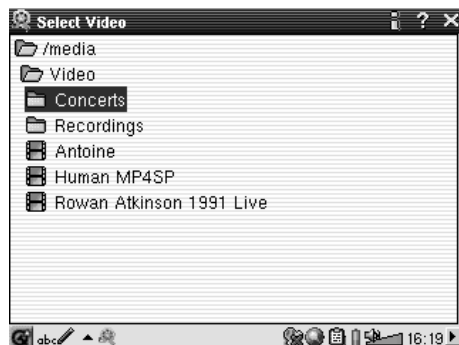 Select Video
/media
Video
Concerts
Recordings
Antoine
Human MP4SP
Rowan Atkinson 1991 Live
abc 16:19